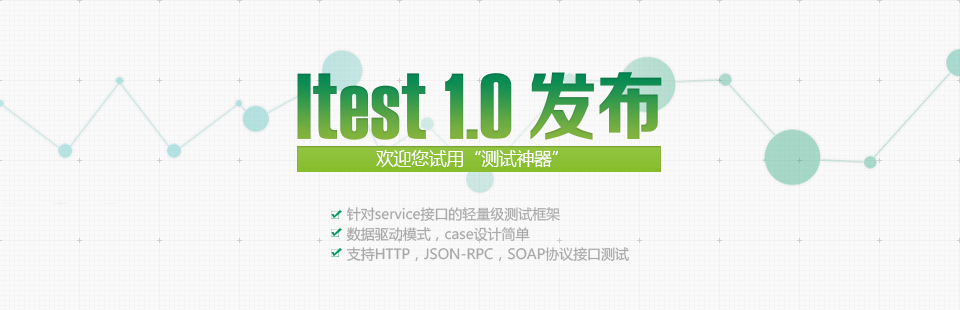 Itest 1.0 发布
欢迎您试用“测试神器”
针对service接口的轻量级测试框架
数据驱动模式，case设计简单
支持HTTP，JSON-RPC，SOAP协议接口测试